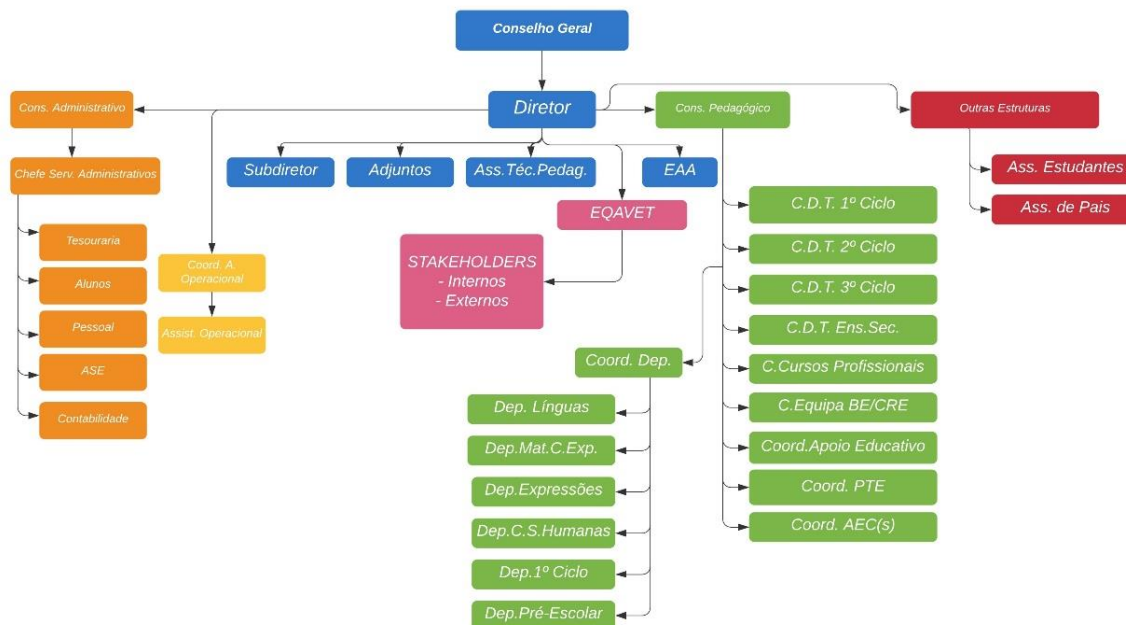 Conselho Geral
Diretor
Cons. Administrativo
Cons. Pedagógico
Outras Estruturas
Chefe Serv. Administrativos
Subdiretor
Adjuntos
Ass.Téc.Pedag.
EAA
Ass. Estudantes
Ass. de Pais
EQAVET
STAKEHOLDERS
- Internos
- Externos
Tesouraria
Alunos
Pessoal
ASE
Contabilidade
Coord. A.
Operacional
Assist. Operacional
C.D.T. 1º Ciclo
C.D.T. 2º Ciclo
C.D.T. 3º Ciclo
C.D.T. Ens.Sec.
C.Cursos Profissionais
C.Equipa BE/CRE
Coord.Apoio Educativo
Coord. PTE
Coord. AEC(s)
Coord. Dep.
Dep. Línguas
Dep.Mat.C.Exp.
Dep.Expressões
Dep.C.S.Humanas
Dep.1º Ciclo
Dep.Pré-Escolar